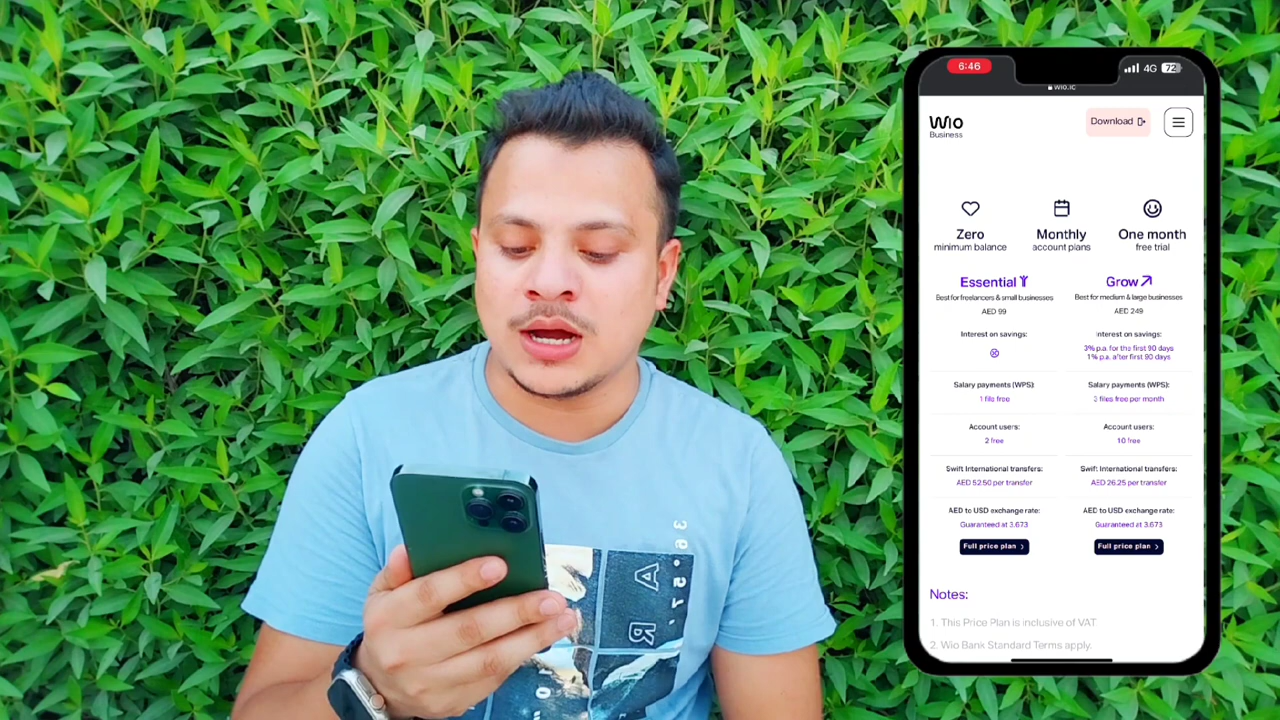 6:46
4G 72
wio.io
Wio
Business
Download
Zero
minimum balance
Monthly
account plans
One month
free trial
Essential
Best for freelancers & small businesses
AED 99
Interest on savings:
Salary payments (WPS):
1 file free
Account users:
2 free
Swift International transfers:
AED 52.50 per transfer
AED to USD exchange rate:
Guaranteed at 3.673
Full price plan
Grow
Best for medium & large businesses
AED 249
Interest on savings:
3% p.a. for the first 90 days
1% p.a. after first 90 days
Salary payments (WPS):
3 files free per month
Account users:
10 free
Swift International transfers:
AED 26.25 per transfer
AED to USD exchange rate:
Guaranteed at 3.673
Full price plan
Notes:
1. This Price Plan is inclusive of VAT
2. Wio Bank Standard Terms apply.
A
R